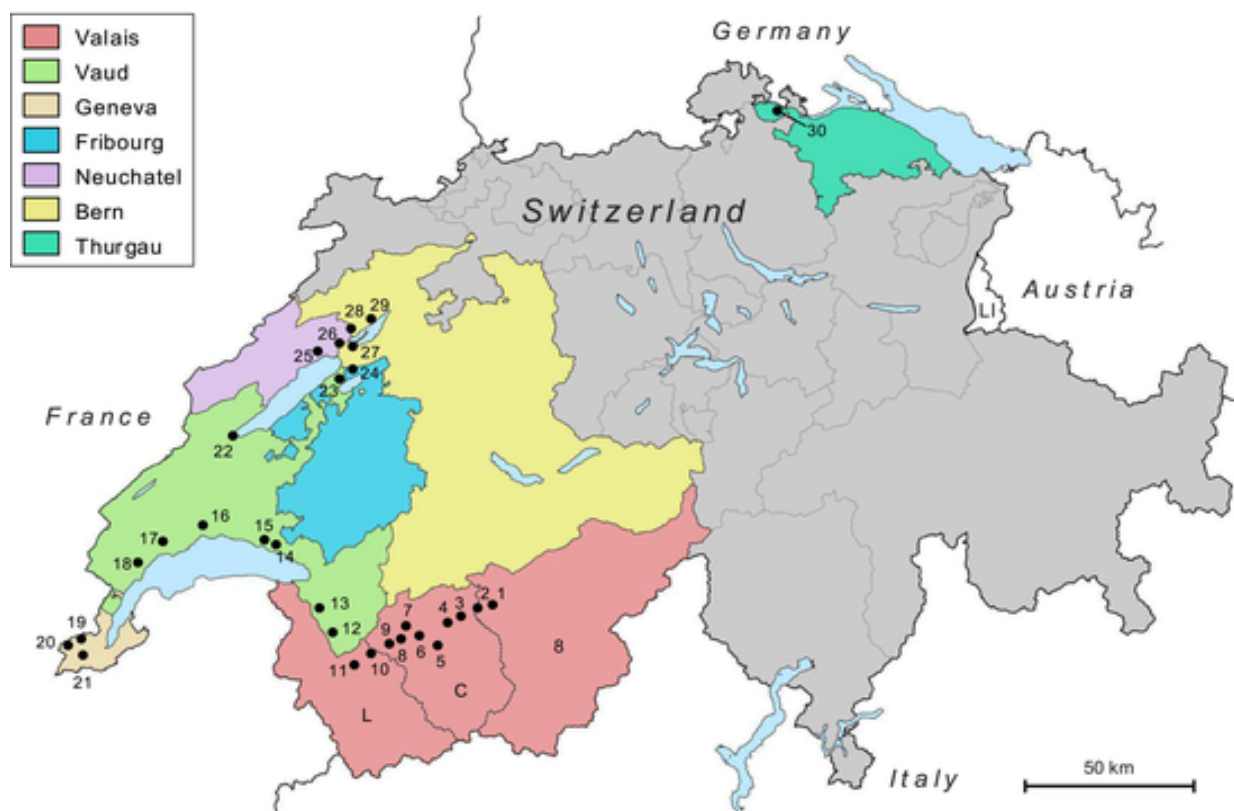 Valais
Vaud
Geneva
Fribourg
Neuchatel
Bern
Thurgau
Germany
30
Switzerland
Austria
LI
28 29
26
25 27
24
23
France
22
16
15
17
14
18
13
7 4 3 2 1
12
9
19
20 8 6
21 11 10 5
8
C
L
50 km
Italy